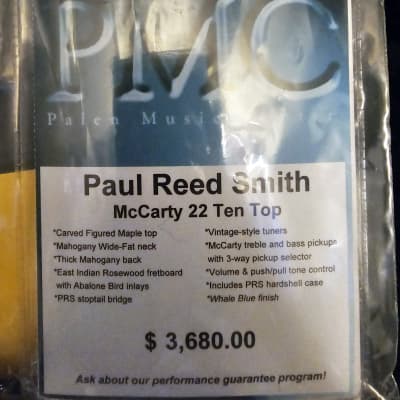 PMC
Palen Music Center
Paul Reed Smith
McCarty 22 Ten Top
*Carved Figured Maple top
*Mahogany Wide-Fat neck
*Thick Mahogany back
*East Indian Rosewood fretboard
with Abalone Bird inlays
*PRS stoptail bridge
*Vintage-style tuners
*McCarty treble and bass pickups
with 3-way pickup selector
*Volume & push/pull tone control
*Includes PRS hardshell case
*Whale Blue finish
$ 3,680.00
Ask about our performance guarantee program!